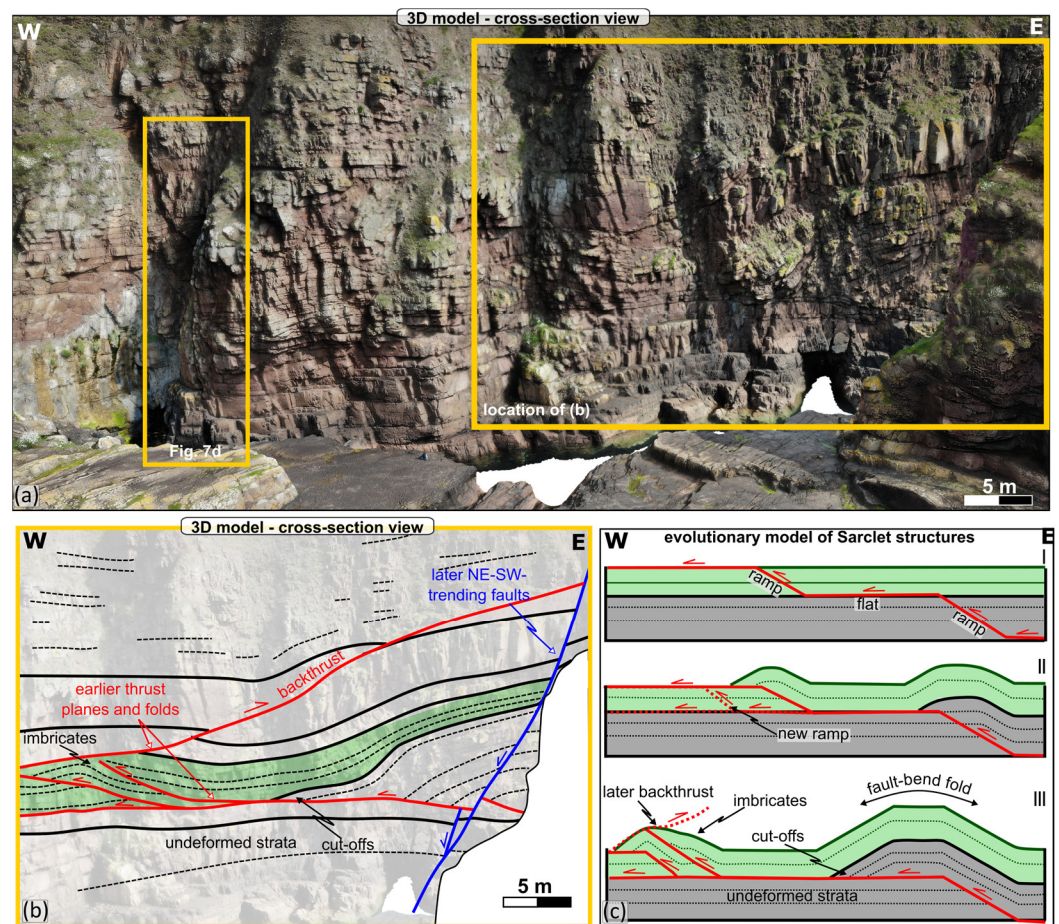 3D model - cross-section view
W
E
location of (b)
Fig. 7d
(a)
5 m
3D model - cross-section view
W
E
later NE-SW-
trending faults
backthrust
earlier thrust
planes and folds
imbricates
undeformed strata
cut-offs
5 m
(b)
W
E
evolutionary model of Sarclet structures
I
ramp
flat
ramp
II
new ramp
III
later backthrust
imbricates
fault-bend fold
cut-offs
undeformed strata
(c)